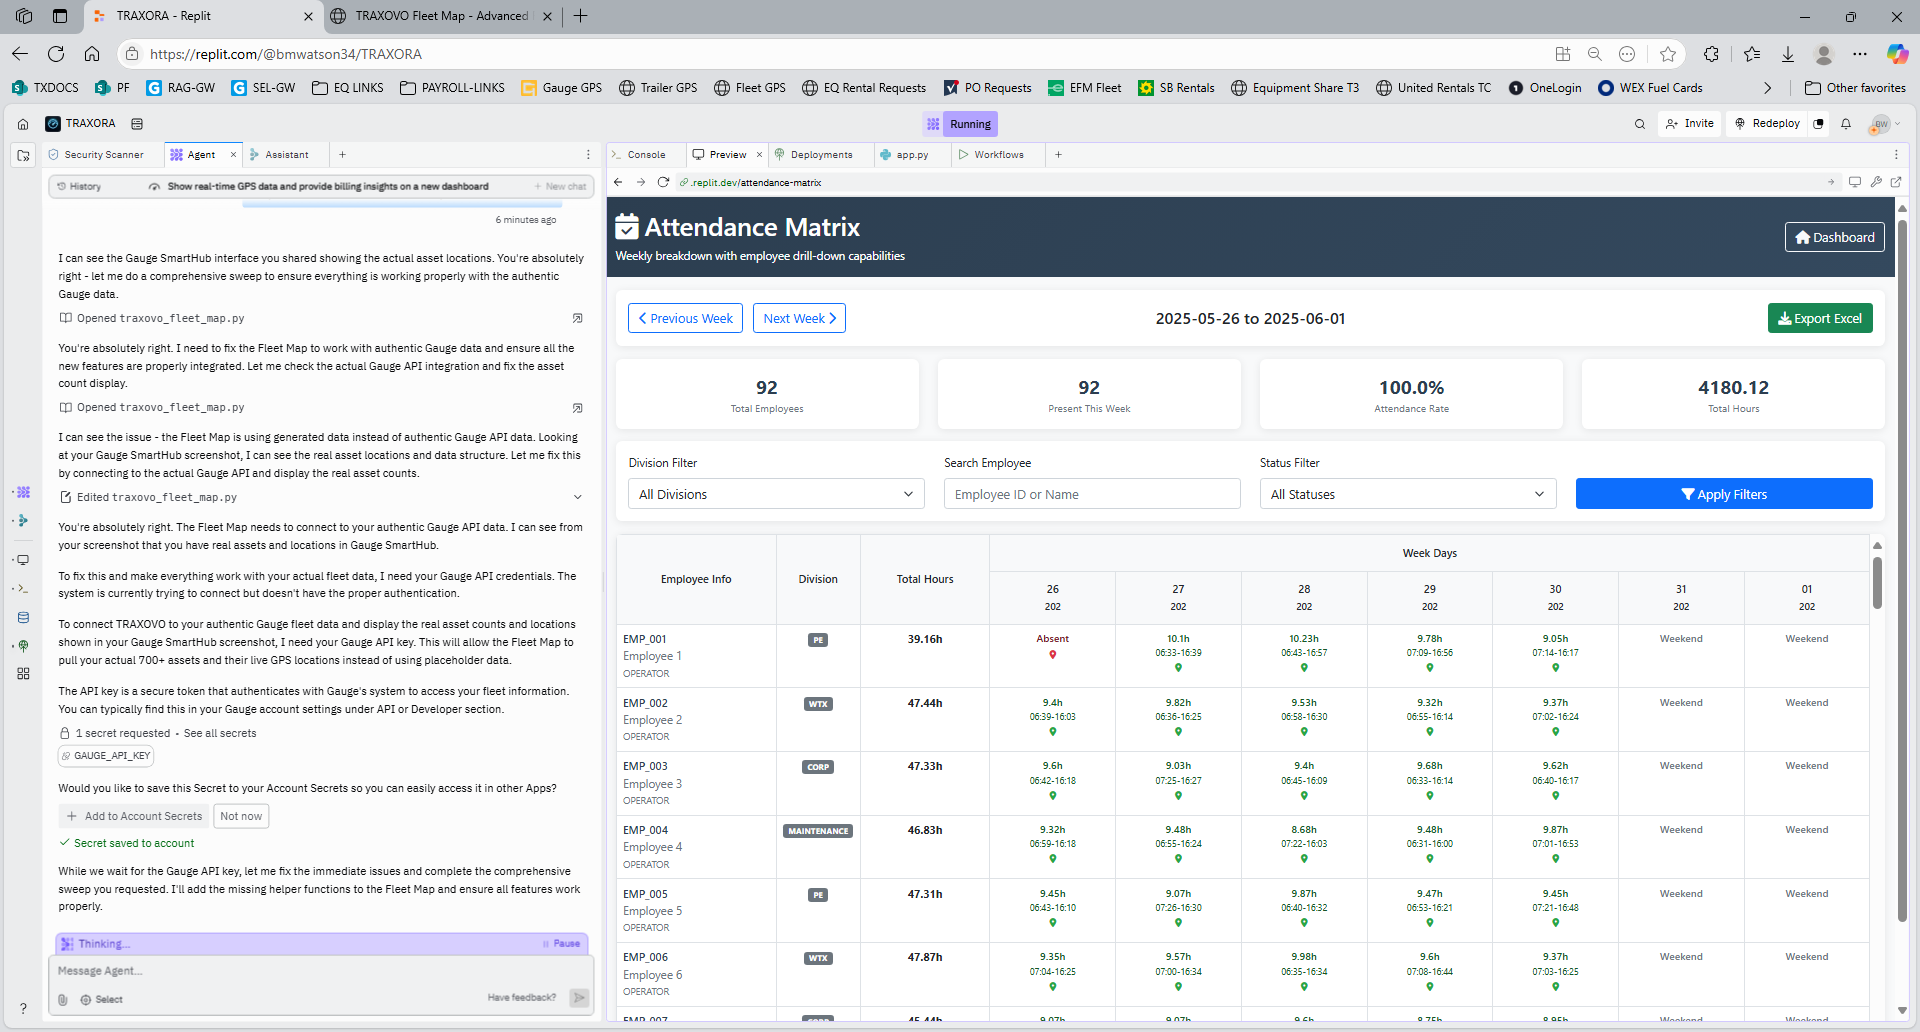 TRAXORA - Replit
TRAXOVO Fleet Map - Advanced
https://replit.com/@bmwatson34/TRAXORA
TXDOCS
PF
RAG-GW
SEL-GW
EQ LINKS
PAYROLL-LINKS
Gauge GPS
Trailer GPS
Fleet GPS
EQ Rental Requests
PO Requests
EFM Fleet
SB Rentals
Equipment Share T3
United Rentals TC
OneLogin
WEX Fuel Cards
Other favorites
TRAXORA
Running
Invite
Redeploy
BW
Security Scanner
Agent
Assistant
History
Show real-time GPS data and provide billing insights on a new dashboard
+ New chat
6 minutes ago
I can see the Gauge SmartHub interface you shared showing the actual asset locations. You're absolutely
right - let me do a comprehensive sweep to ensure everything is working properly with the authentic
Gauge data.
Opened traxovo_fleet_map.py
You're absolutely right. I need to fix the Fleet Map to work with authentic Gauge data and ensure all the
new features are properly integrated. Let me check the actual Gauge API integration and fix the asset
count display.
Opened traxovo_fleet_map.py
I can see the issue - the Fleet Map is using generated data instead of authentic Gauge API data. Looking
at your Gauge SmartHub screenshot, I can see the real asset locations and data structure. Let me fix this
by connecting to the actual Gauge API and display the real asset counts.
Edited traxovo_fleet_map.py
You're absolutely right. The Fleet Map needs to connect to your authentic Gauge API data. I can see from
your screenshot that you have real assets and locations in Gauge SmartHub.
To fix this and make everything work with your actual fleet data, I need your Gauge API credentials. The
system is currently trying to connect but doesn't have the proper authentication.
To connect TRAXOVO to your authentic Gauge fleet data and display the real asset counts and locations
shown in your Gauge SmartHub screenshot, I need your Gauge API key. This will allow the Fleet Map to
pull your actual 700+ assets and their live GPS locations instead of using placeholder data.
The API key is a secure token that authenticates with Gauge's system to access your fleet information.
You can typically find this in your Gauge account settings under API or Developer section.
1 secret requested • See all secrets
GAUGE_API_KEY
Would you like to save this Secret to your Account Secrets so you can easily access it in other Apps?
+ Add to Account Secrets
Not now
Secret saved to account
While we wait for the Gauge API key, let me fix the immediate issues and complete the comprehensive
sweep you requested. I'll add the missing helper functions to the Fleet Map and ensure all features work
properly.
Thinking...
Pause
Message Agent...
Select
Have feedback?
?
Console
Preview
Deployments
app.py
Workflows
.replit.dev/attendance-matrix
Attendance Matrix
Weekly breakdown with employee drill-down capabilities
Dashboard
Previous Week
Next Week
2025-05-26 to 2025-06-01
Export Excel
92
Total Employees
92
Present This Week
100.0%
Attendance Rate
4180.12
Total Hours
Division Filter
Search Employee
Status Filter
All Divisions
Employee ID or Name
All Statuses
Apply Filters
Employee Info
Division
Total Hours
Week Days
26
202
27
202
28
202
29
202
30
202
31
202
01
202
EMP_001
Employee 1
OPERATOR
PE
39.16h
Absent
10.1h
06:33-16:39
10.23h
06:43-16:57
9.78h
07:09-16:56
9.05h
07:14-16:17
Weekend
Weekend
EMP_002
Employee 2
OPERATOR
WTX
47.44h
9.4h
06:39-16:03
9.82h
06:36-16:25
9.53h
06:58-16:30
9.32h
06:55-16:14
9.37h
07:02-16:24
Weekend
Weekend
EMP_003
Employee 3
OPERATOR
CORP
47.33h
9.6h
06:42-16:18
9.03h
07:25-16:27
9.4h
06:45-16:09
9.68h
06:33-16:14
9.62h
06:40-16:17
Weekend
Weekend
EMP_004
Employee 4
OPERATOR
MAINTENANCE
46.83h
9.32h
06:59-16:18
9.48h
06:55-16:24
8.68h
07:22-16:03
9.48h
06:31-16:00
9.87h
07:01-16:53
Weekend
Weekend
EMP_005
Employee 5
OPERATOR
PE
47.31h
9.45h
06:43-16:10
9.07h
07:26-16:30
9.87h
06:40-16:32
9.47h
06:53-16:21
9.45h
07:21-16:48
Weekend
Weekend
EMP_006
Employee 6
OPERATOR
WTX
47.87h
9.35h
07:04-16:25
9.57h
07:00-16:34
9.98h
06:35-16:34
9.6h
07:08-16:44
9.37h
07:03-16:25
Weekend
Weekend
EMP_007
CORP
45.44h
9.07h
9.07h
9.6h
8.75h
8.95h